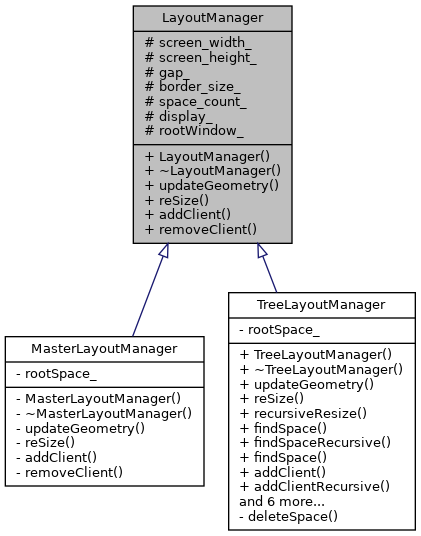 LayoutManager
# screen_width_
# screen_height_
# gap_
# border_size_
# space_count_
# display_
# rootWindow_
+ LayoutManager()
+ ~LayoutManager()
+ updateGeometry()
+ reSize()
+ addClient()
+ removeClient()
MasterLayoutManager
- rootSpace_
- MasterLayoutManager()
- ~MasterLayoutManager()
- updateGeometry()
- reSize()
- addClient()
- removeClient()
TreeLayoutManager
- rootSpace_
+ TreeLayoutManager()
+ ~TreeLayoutManager()
+ updateGeometry()
+ reSize()
+ recursiveResize()
+ findSpace()
+ findSpaceRecursive()
+ findSpace()
+ addClient()
+ addClientRecursive()
and 6 more...
- deleteSpace()